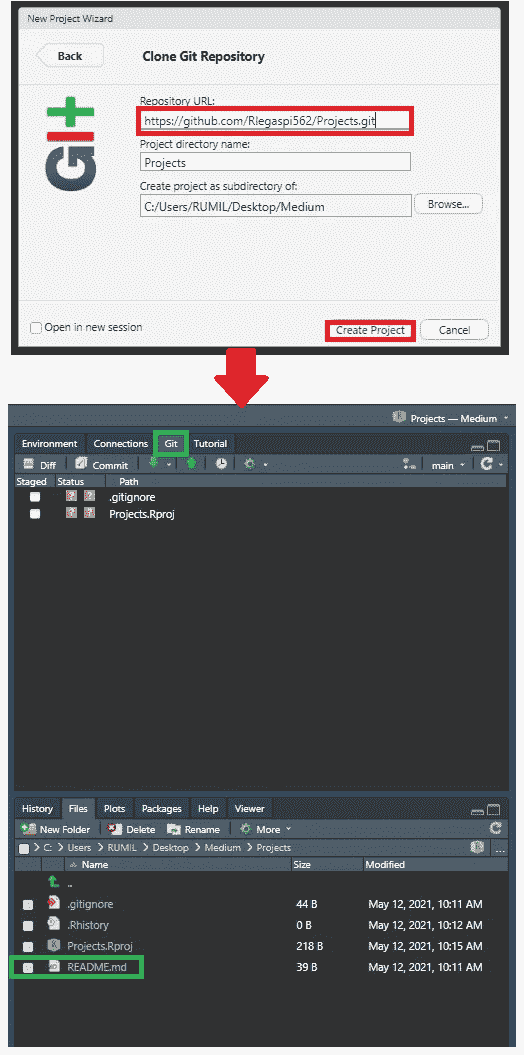 New Project Wizard
Back
Clone Git Repository
Git
Repository URL:
https://github.com/Rlegaspi562/Projects.git
Project directory name:
Projects
Create project as subdirectory of:
C:/Users/RUMIL/Desktop/Medium
Browse...
Open in new session
Create Project
Cancel
Projects — Medium
Environment Connections Git Tutorial
Diff Commit main
Staged Status Path
? ? .gitignore
? ? Projects.Rproj
History Files Plots Packages Help Viewer
New Folder Delete Rename More
C: Users RUMIL Desktop Medium Projects ...
Name Size Modified
..
.gitignore 44 B May 12, 2021, 10:11 AM
.Rhistory 0 B May 12, 2021, 10:12 AM
Projects.Rproj 218 B May 12, 2021, 10:15 AM
README.md 39 B May 12, 2021, 10:11 AM